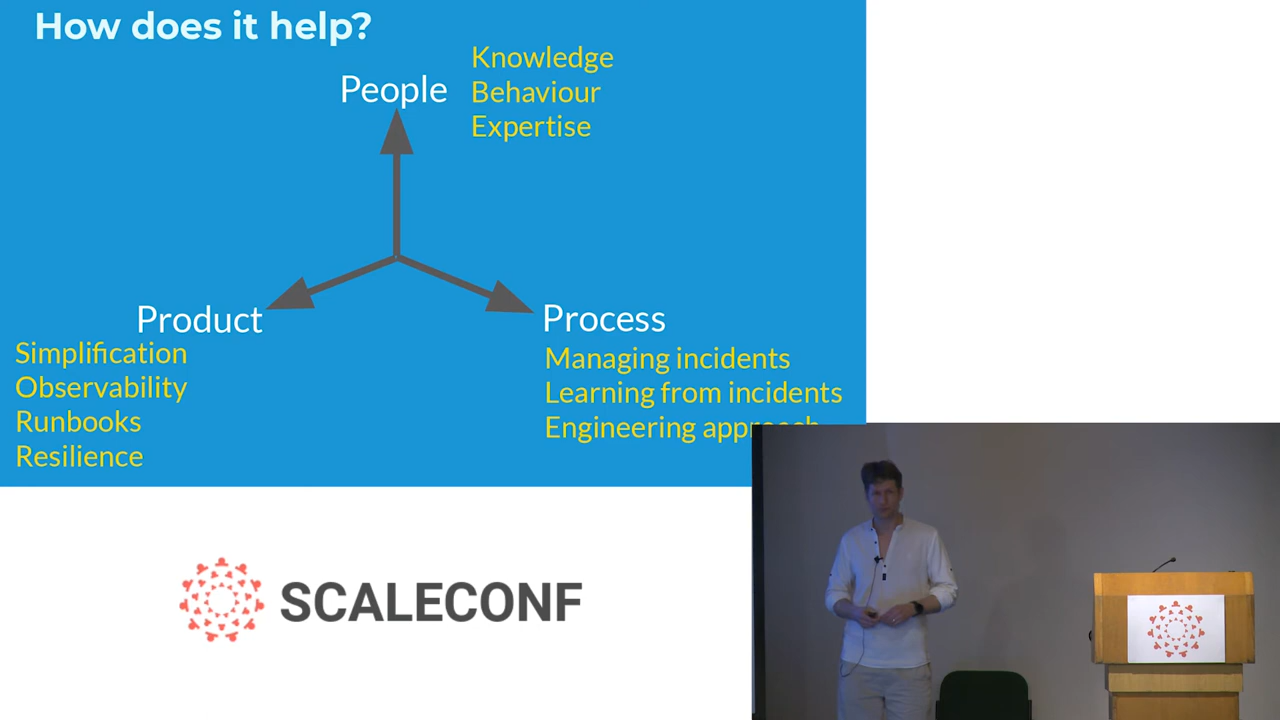 How does it help?
People
Knowledge
Behaviour
Expertise
Product
Simplification
Observability
Runbooks
Resilience
Process
Managing incidents
Learning from incidents
Engineering approach
SCALECONF